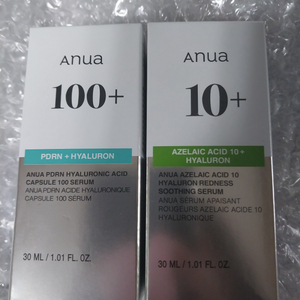 ANUA
100+
PDRN + HYALURON
ANUA PDRN HYALURONIC ACID
CAPSULE 100 SERUM
ANUA PDRN ACIDE HYALURONIQUE
CAPSULE 100 SÉRUM
30 ML / 1.01 FL. OZ.
ANUA
10+
AZELAIC ACID 10 +
HYALURON
ANUA AZELAIC ACID 10
HYALURON REDNESS
SOOTHING SERUM
ANUA SÉRUM APAISANT
ROUGEURS AZELAIC ACIDE 10
HYALURONIQUE
30 ML / 1.01 FL. OZ.